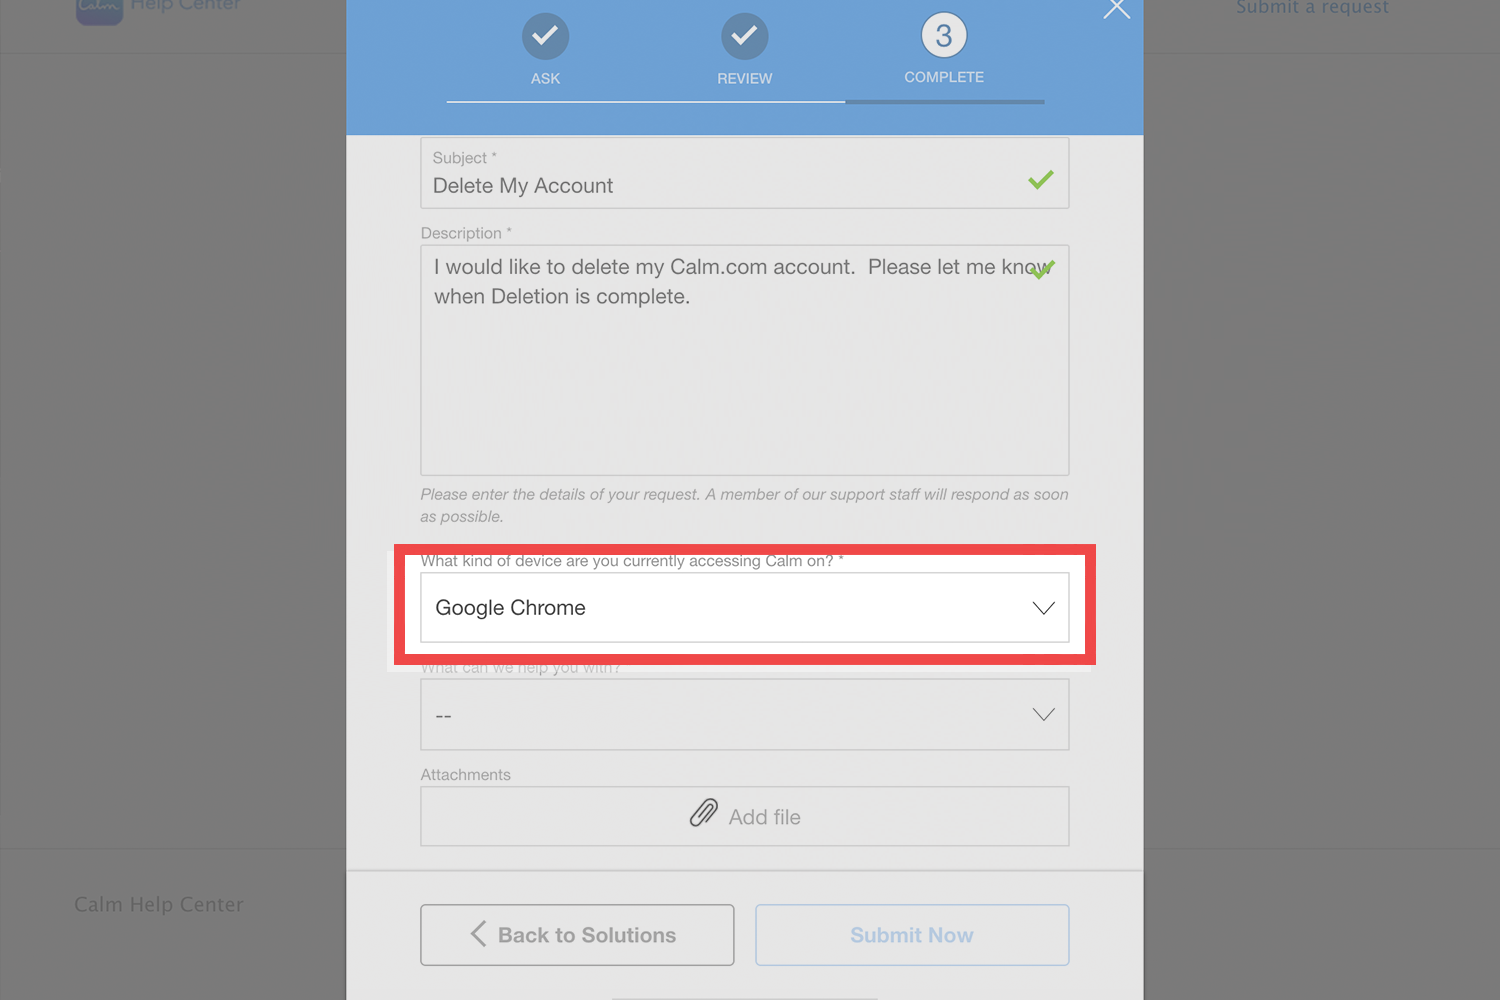 Calm Help Center
Submit a request
3
ASK
REVIEW
COMPLETE
Subject *
Delete My Account
Description *
I would like to delete my Calm.com account.  Please let me know
when Deletion is complete.
Please enter the details of your request. A member of our support staff will respond as soon
as possible.
What kind of device are you currently accessing Calm on? *
Google Chrome
What can we help you with?
--
Attachments
Add file
Calm Help Center
Back to Solutions
Submit Now